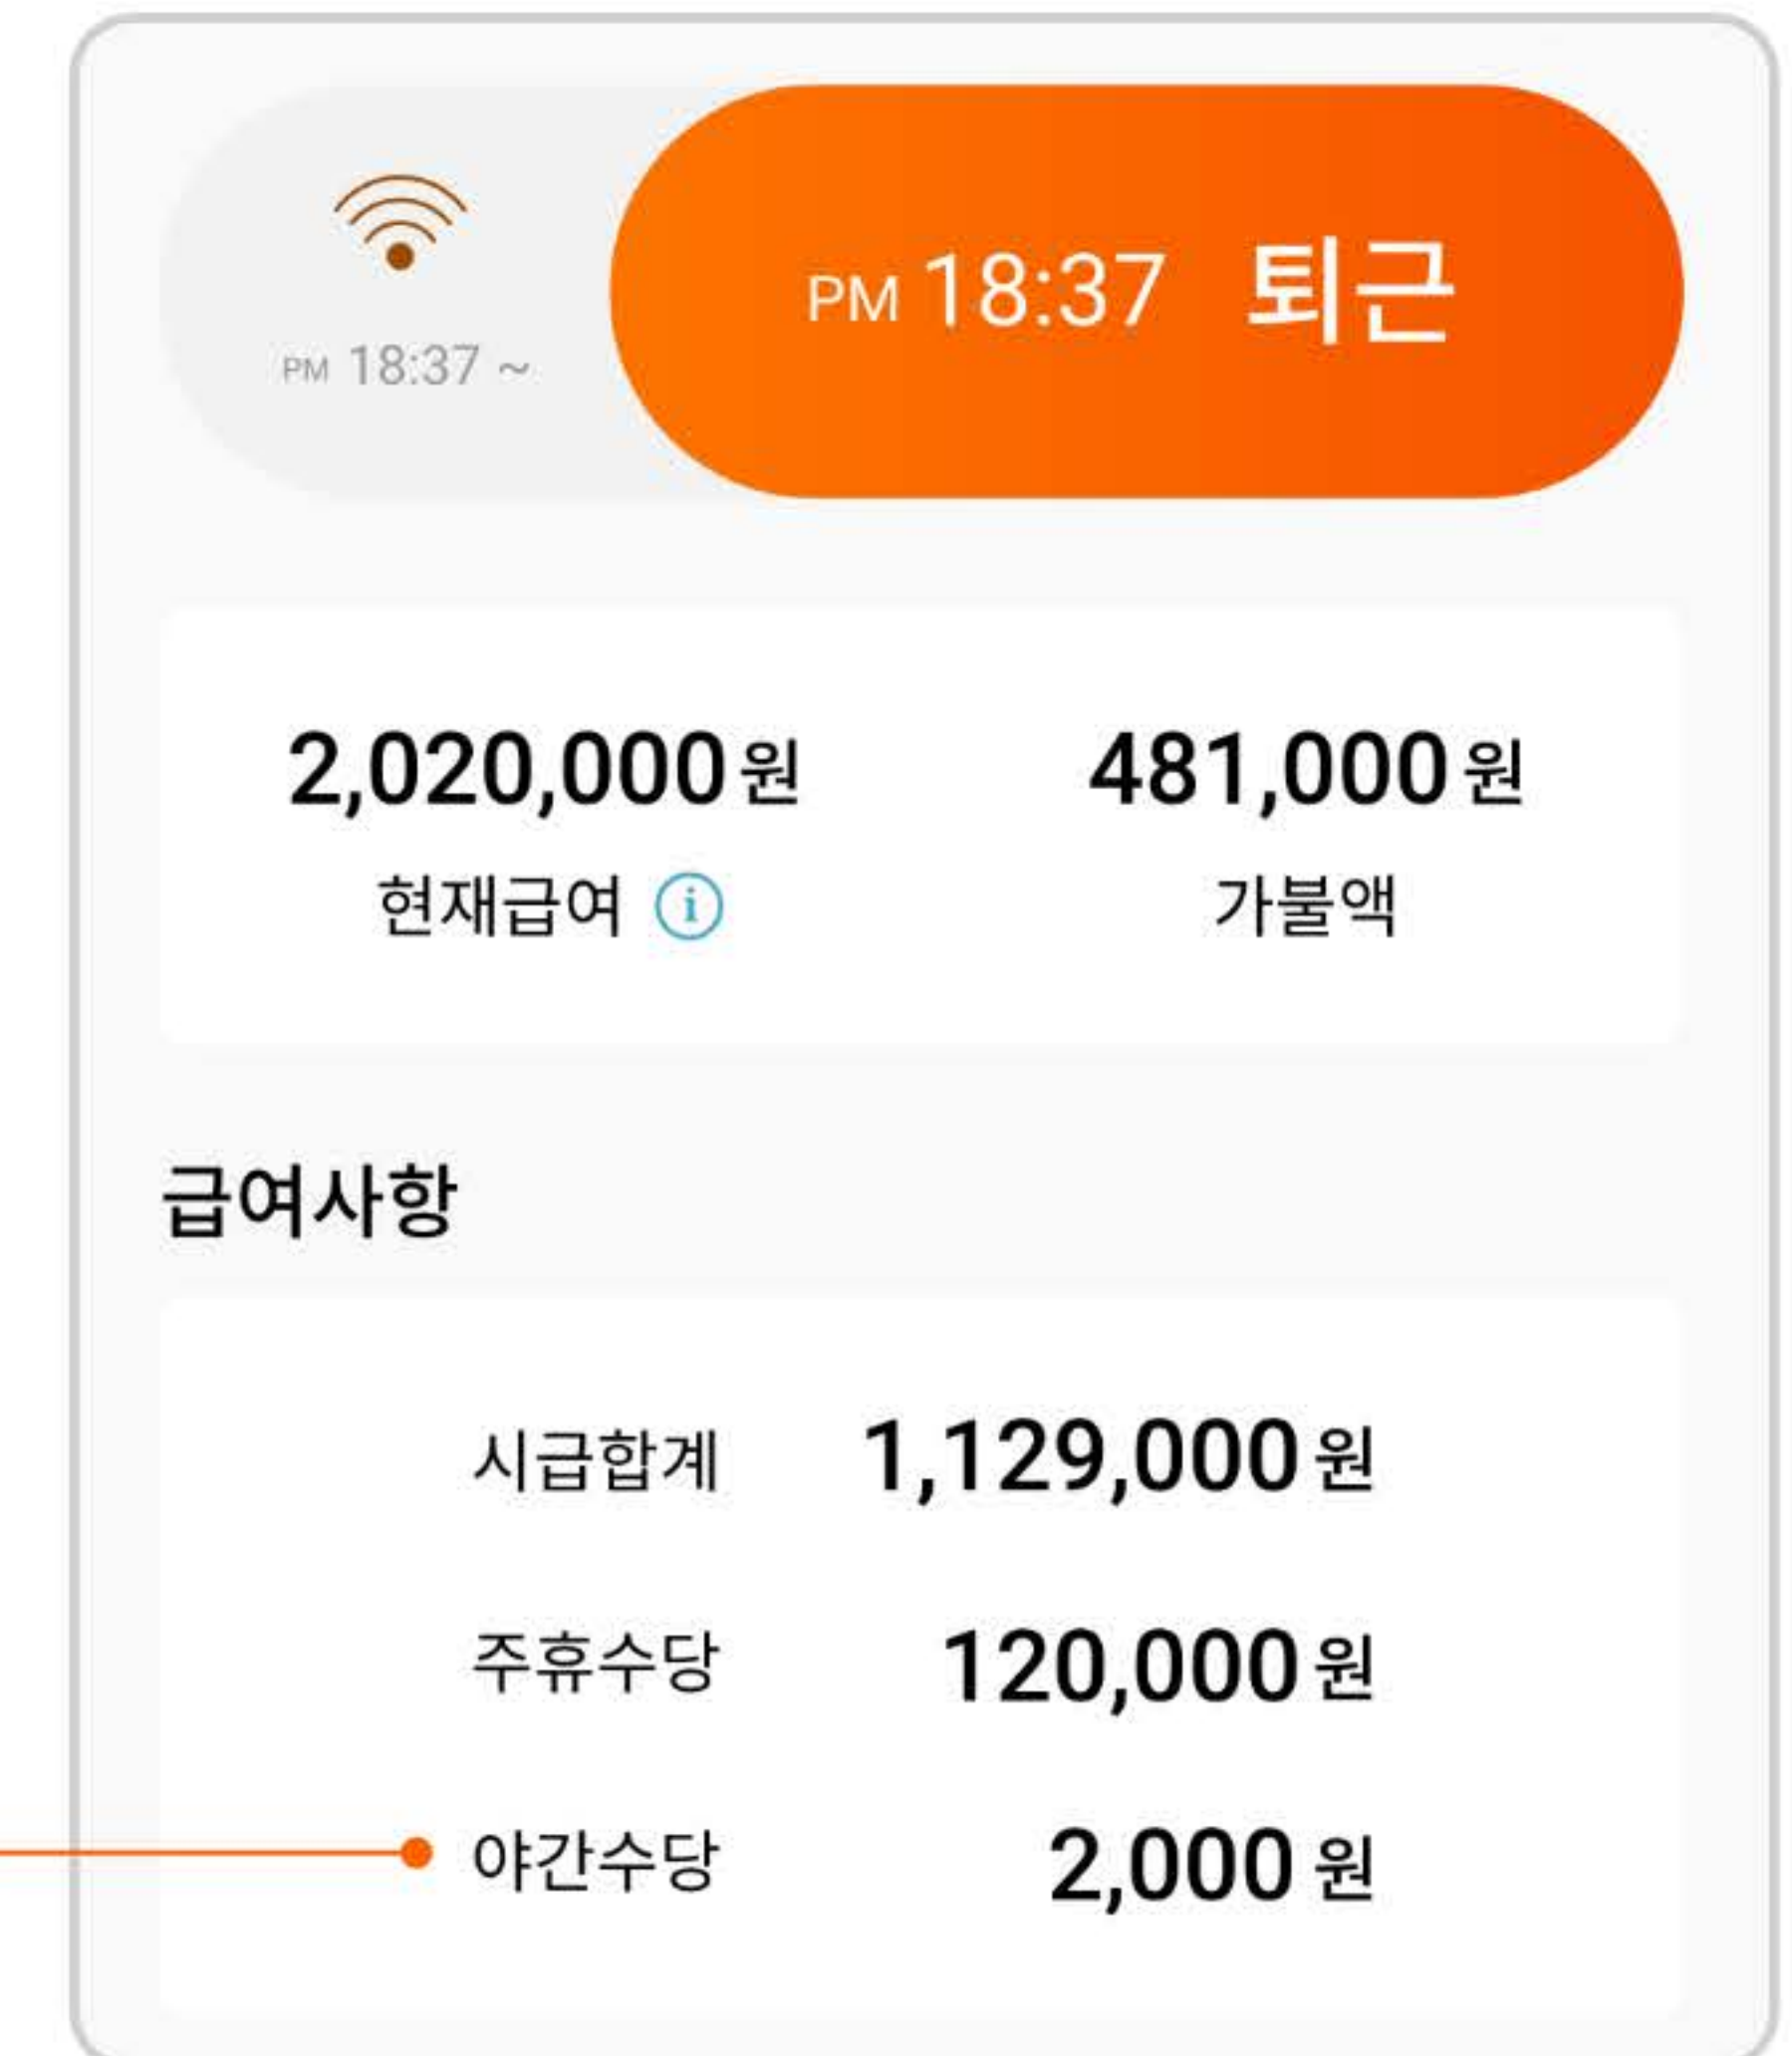 PM 18:37 퇴근
PM 18:37 ~
2,020,000원 481,000원
현재급여 i 가불액
급여사항
시급합계 1,129,000원
주휴수당 120,000원
야간수당 2,000원